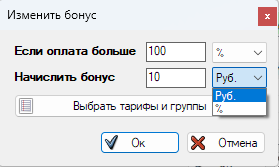 Изменить бонус
Если оплата больше 100 %
Начислить бонус 10 Руб.
Руб.
%
Выбрать тарифы и группы
Ок Отмена